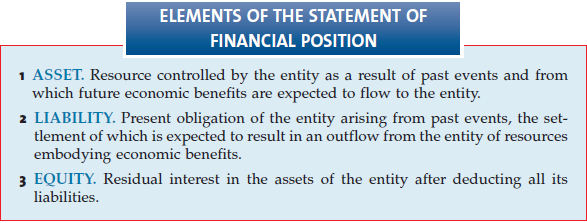 ELEMENTS OF THE STATEMENT OF
FINANCIAL POSITION
1 ASSET. Resource controlled by the entity as a result of past events and from
which future economic benefits are expected to flow to the entity.
2 LIABILITY. Present obligation of the entity arising from past events, the set-
tlement of which is expected to result in an outflow from the entity of resources
embodying economic benefits.
3 EQUITY. Residual interest in the assets of the entity after deducting all its
liabilities.